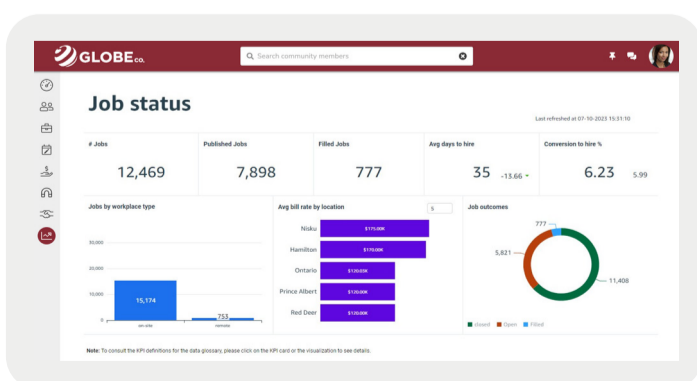 GLOBE CO.
Search community members
Job status
Last refreshed at 07-10-2023 15:31:10
# Jobs
Published Jobs
Filled Jobs
Avg days to hire
Conversion to hire %
12,469
7,898
777
35 -13.66
6.23 5.99
Jobs by workplace type
30,000
20,000
10,000
0
15,174
753
on-site
remote
Avg bill rate by location
5
Nisku $175.00K
Hamilton $170.00K
Ontario $120.03K
Prince Albert $120.00K
Red Deer $120.00K
Job outcomes
777
5,821
11,408
closed Open Filled
Note: To consult the KPI definitions for the data glossary, please click on the KPI card or the visualization to see details.